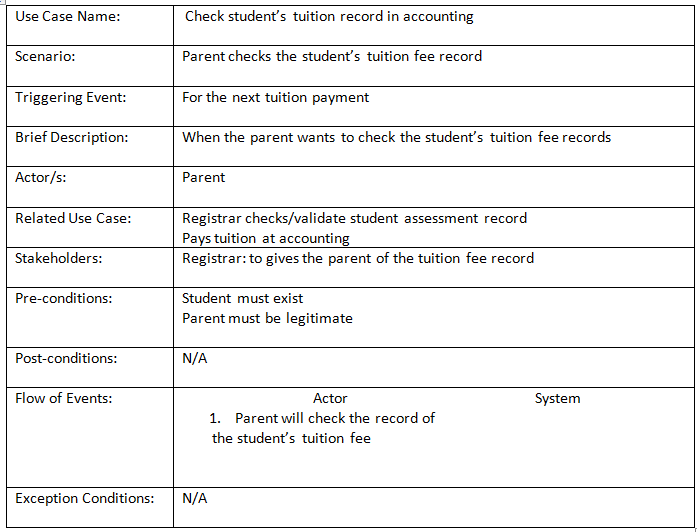 Use Case Name: Check student's tuition record in accounting
Scenario: Parent checks the student's tuition fee record
Triggering Event: For the next tuition payment
Brief Description: When the parent wants to check the student's tuition fee records
Actor/s: Parent
Related Use Case: Registrar checks/validate student assessment record
Pays tuition at accounting
Stakeholders: Registrar: to gives the parent of the tuition fee record
Pre-conditions: Student must exist
Parent must be legitimate
Post-conditions: N/A
Flow of Events: Actor System
1. Parent will check the record of
the student's tuition fee
Exception Conditions: N/A